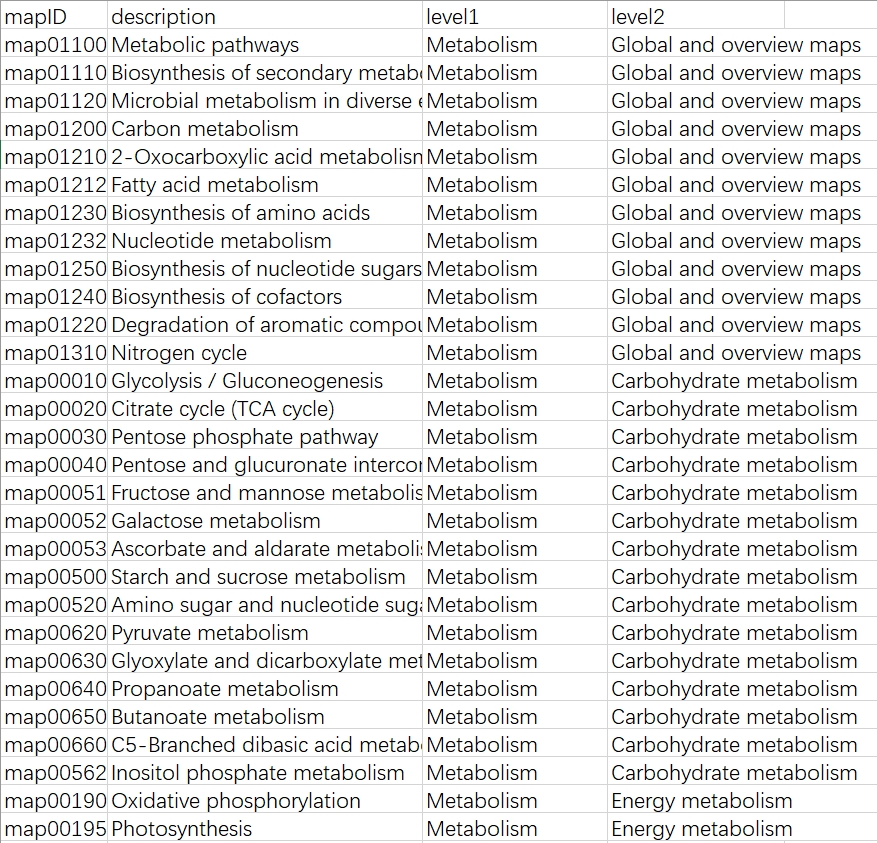 mapID description level1 level2
map01100 Metabolic pathways Metabolism Global and overview maps
map01110 Biosynthesis of secondary metab Metabolism Global and overview maps
map01120 Microbial metabolism in diverse Metabolism Global and overview maps
map01200 Carbon metabolism Metabolism Global and overview maps
map01210 2-Oxocarboxylic acid metabolism Metabolism Global and overview maps
map01212 Fatty acid metabolism Metabolism Global and overview maps
map01230 Biosynthesis of amino acids Metabolism Global and overview maps
map01232 Nucleotide metabolism Metabolism Global and overview maps
map01250 Biosynthesis of nucleotide sugars Metabolism Global and overview maps
map01240 Biosynthesis of cofactors Metabolism Global and overview maps
map01220 Degradation of aromatic compou Metabolism Global and overview maps
map01310 Nitrogen cycle Metabolism Global and overview maps
map00010 Glycolysis / Gluconeogenesis Metabolism Carbohydrate metabolism
map00020 Citrate cycle (TCA cycle) Metabolism Carbohydrate metabolism
map00030 Pentose phosphate pathway Metabolism Carbohydrate metabolism
map00040 Pentose and glucuronate interco Metabolism Carbohydrate metabolism
map00051 Fructose and mannose metabolis Metabolism Carbohydrate metabolism
map00052 Galactose metabolism Metabolism Carbohydrate metabolism
map00053 Ascorbate and aldarate metaboli Metabolism Carbohydrate metabolism
map00500 Starch and sucrose metabolism Metabolism Carbohydrate metabolism
map00520 Amino sugar and nucleotide suga Metabolism Carbohydrate metabolism
map00620 Pyruvate metabolism Metabolism Carbohydrate metabolism
map00630 Glyoxylate and dicarboxylate met Metabolism Carbohydrate metabolism
map00640 Propanoate metabolism Metabolism Carbohydrate metabolism
map00650 Butanoate metabolism Metabolism Carbohydrate metabolism
map00660 C5-Branched dibasic acid metab Metabolism Carbohydrate metabolism
map00562 Inositol phosphate metabolism Metabolism Carbohydrate metabolism
map00190 Oxidative phosphorylation Metabolism Energy metabolism
map00195 Photosynthesis Metabolism Energy metabolism